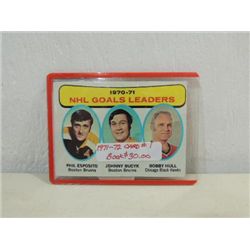 1970-71
NHL GOALS LEADERS
1971-72 CARD #1
Book $30.00
PHIL ESPOSITO JOHNNY BUCYK BOBBY HULL
Boston Bruins Boston Bruins Chicago Black Hawks